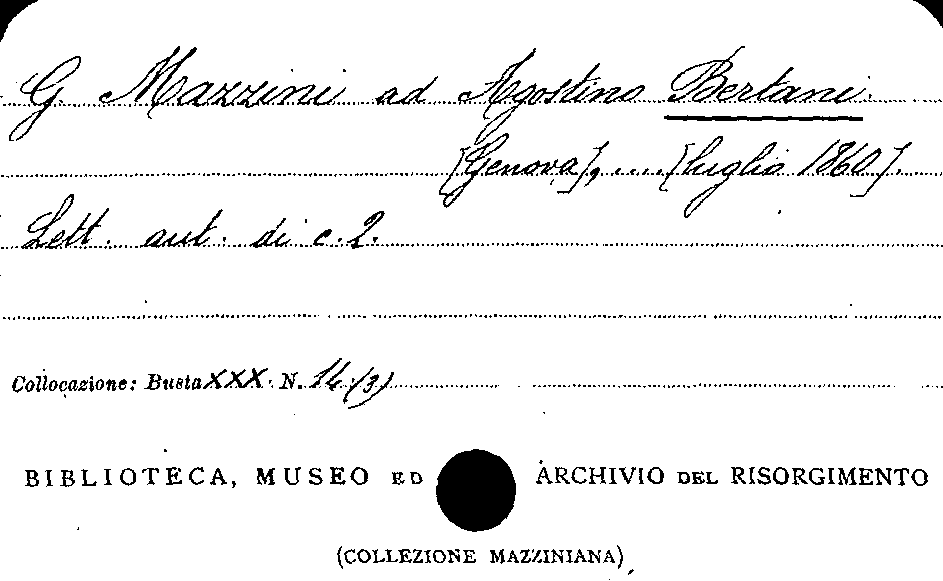 G. Mazzini ad Agostino Bertani.
[Genova], .... [luglio 1860].
Lett. aut. di c. 2.
Collocazione: Busta XXX. N. 14 (3)
BIBLIOTECA, MUSEO ED ARCHIVIO DEL RISORGIMENTO
(COLLEZIONE MAZZINIANA)